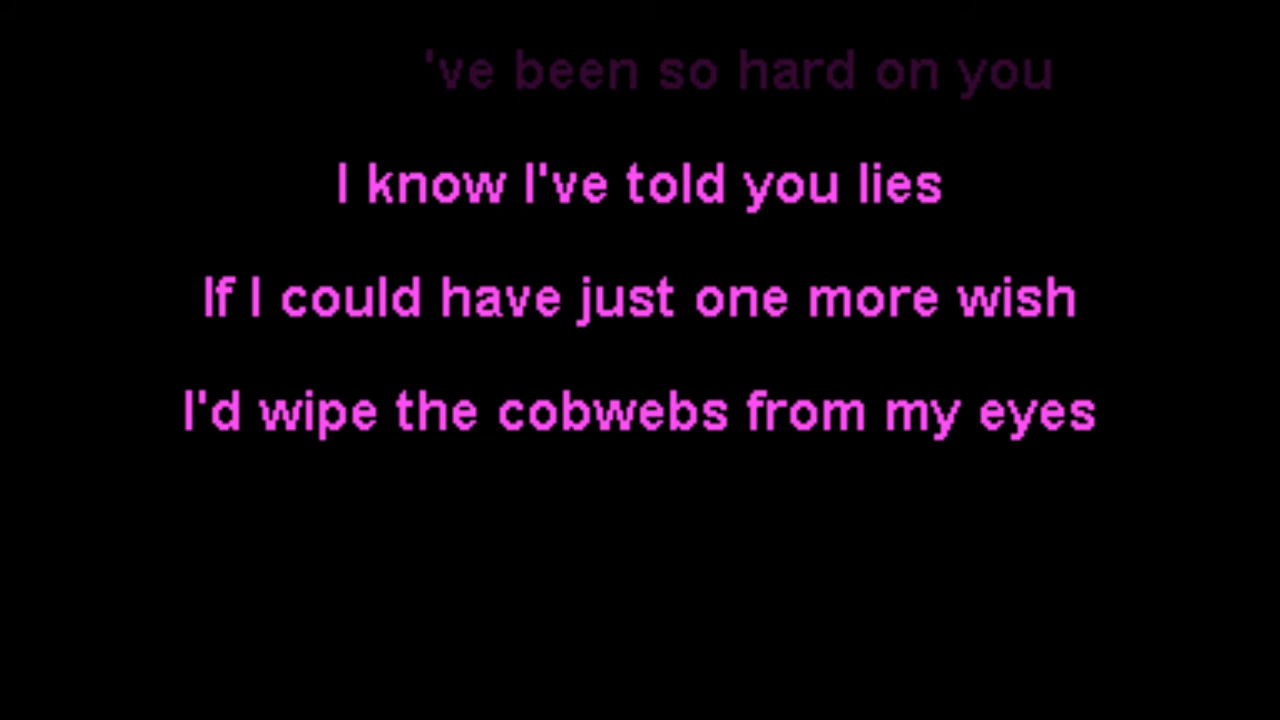 've been so hard on you
I know I've told you lies
If I could have just one more wish
I'd wipe the cobwebs from my eyes